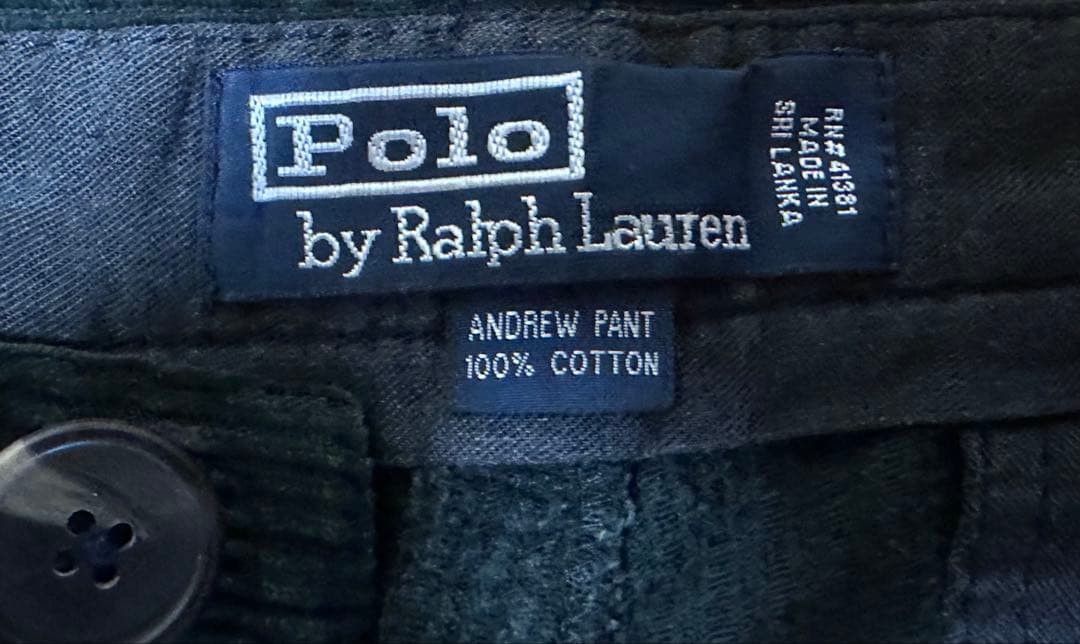 Polo
by Ralph Lauren
RN# 41381
MADE IN
SRI LANKA
ANDREW PANT
100% COTTON